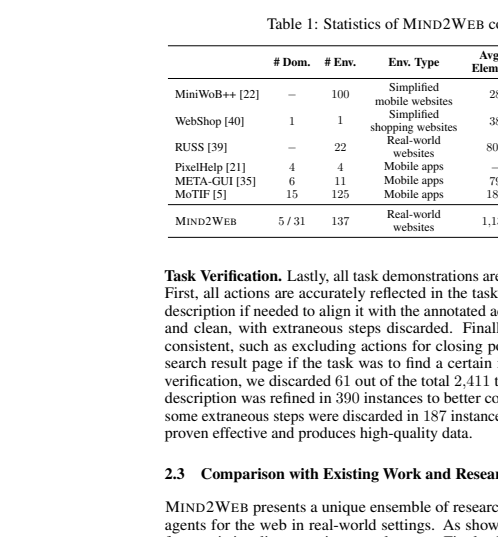 Table 1: Statistics of MIND2WEB
# Dom. # Env. Env. Type Avg
Elem
MiniWoB++ [22] – 100 Simplified mobile websites 28
WebShop [40] 1 1 Simplified shopping websites 38
RUSS [39] – 22 Real-world websites 80
PixelHelp [21] 4 4 Mobile apps –
META-GUI [35] 6 11 Mobile apps 79
MoTIF [5] 15 125 Mobile apps 18
MIND2WEB 5 / 31 137 Real-world websites 1,1
Task Verification. Lastly, all task demonstrations are
First, all actions are accurately reflected in the task
description if needed to align it with the annotated
and clean, with extraneous steps discarded. Finall
consistent, such as excluding actions for closing
search result page if the task was to find a certain
verification, we discarded 61 out of the total 2,411
description was refined in 390 instances to better
some extraneous steps were discarded in 187 instance
proven effective and produces high-quality data.
2.3 Comparison with Existing Work and Resear
MIND2WEB presents a unique ensemble of researc
agents for the web in real-world settings. As show